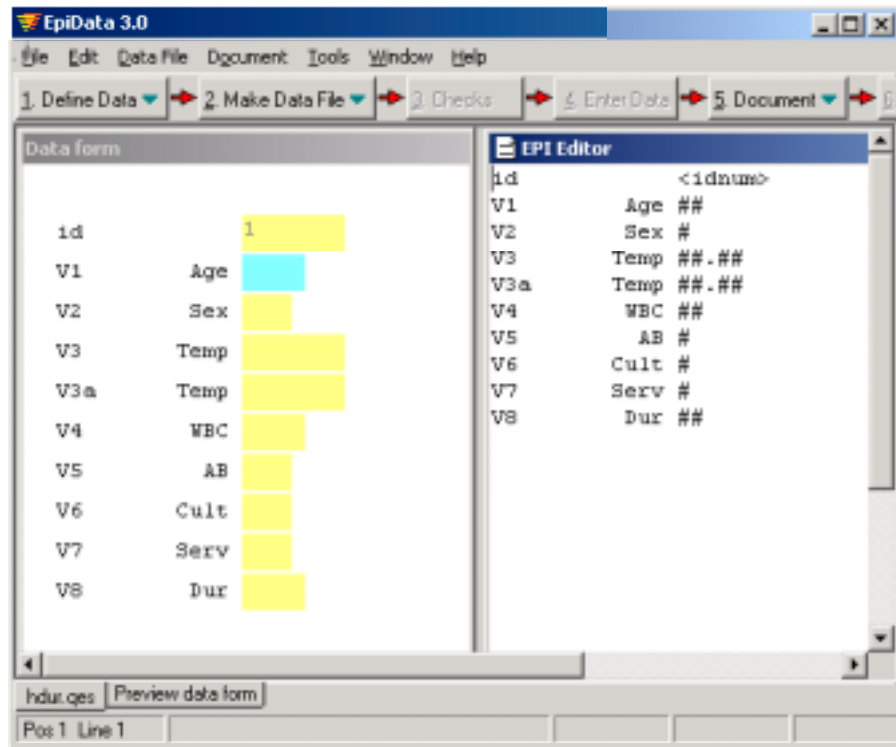 EpiData 3.0
File Edit Data File Document Tools Window Help
1. Define Data 2. Make Data File 3. Checks 4. Enter Data 5. Document 6
Data form
id 1
V1 Age
V2 Sex
V3 Temp
V3a Temp
V4 WBC
V5 AB
V6 Cult
V7 Serv
V8 Dur
EPI Editor
id <idnum>
V1 Age ##
V2 Sex #
V3 Temp ##.##
V3a Temp ##.##
V4 WBC ##
V5 AB #
V6 Cult #
V7 Serv #
V8 Dur ##
hdur.qes Preview data form
Pos 1 Line 1